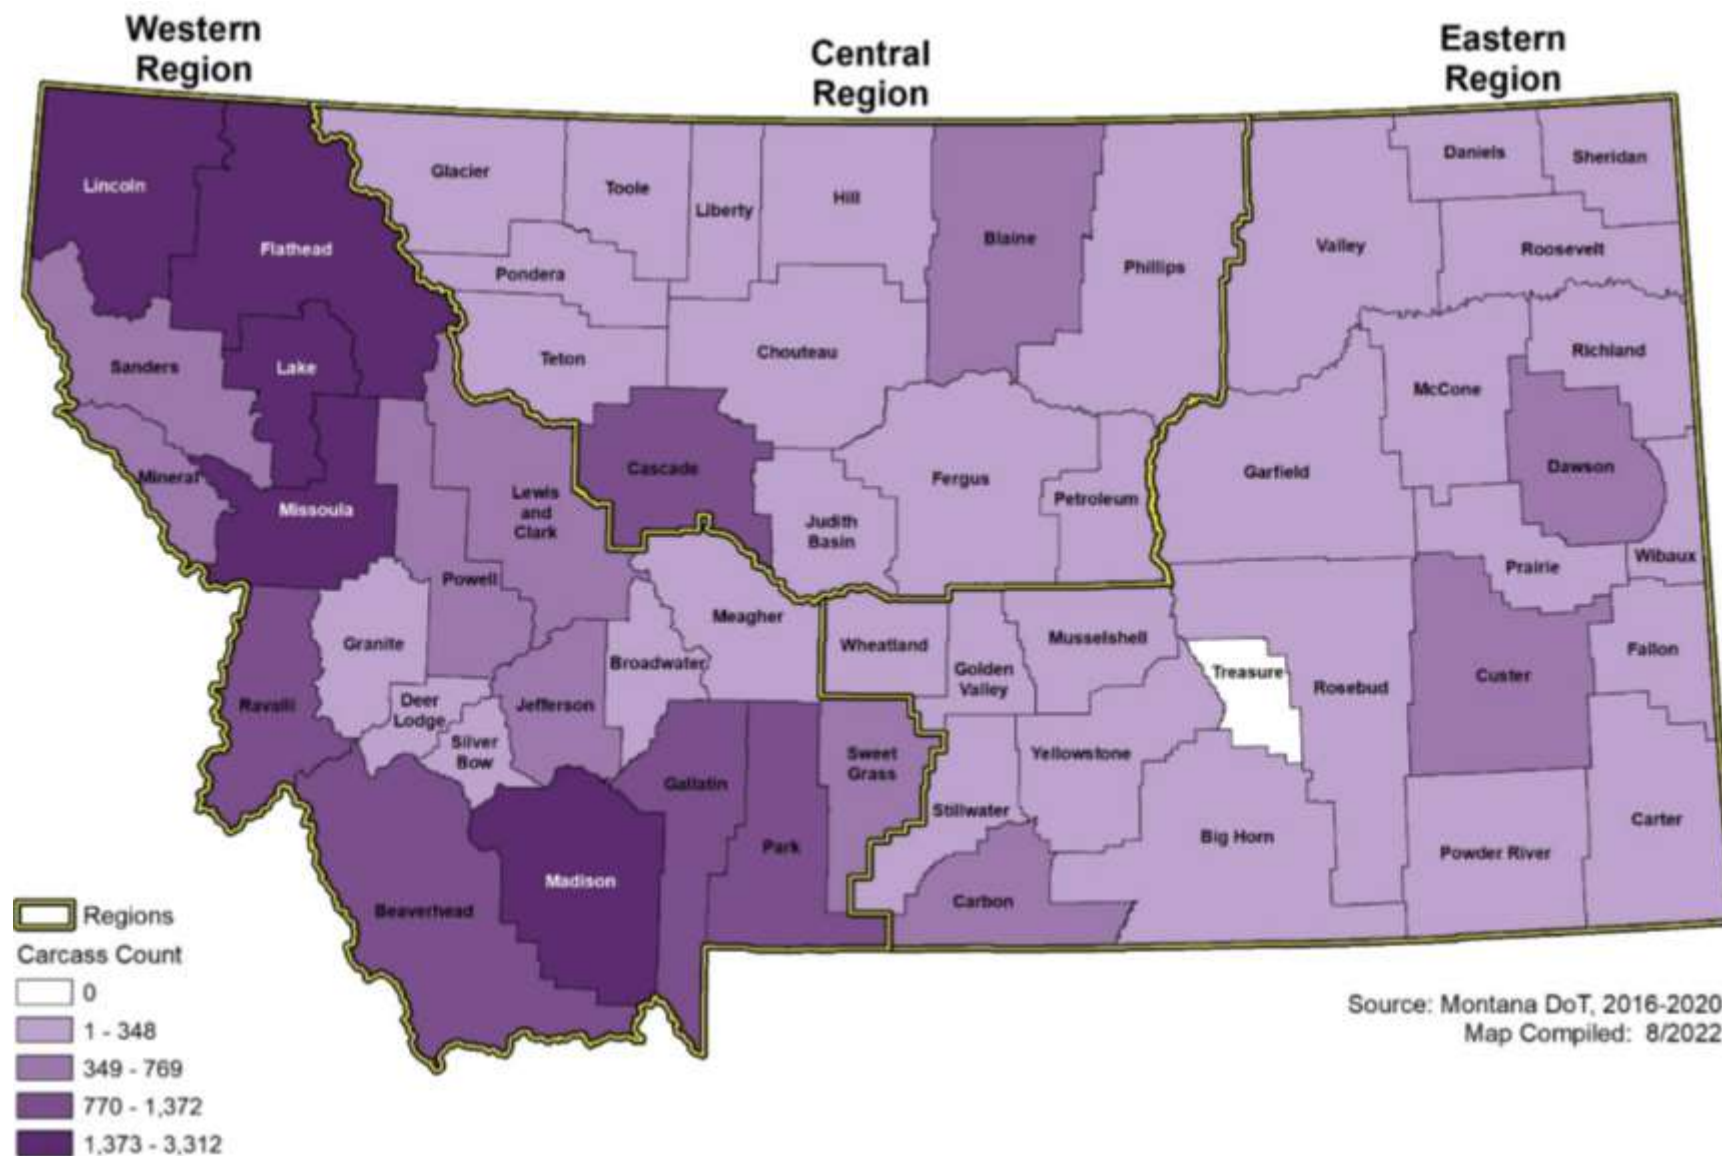 Western
Region
Central
Region
Eastern
Region
Lincoln
Flathead
Glacier
Toole
Liberty
Hill
Blaine
Phillips
Valley
Daniels
Sheridan
Roosevelt
Pondera
Teton
Chouteau
Sanders
Lake
Richland
McCone
Mineral
Missoula
Lewis
and
Clark
Cascade
Judith
Basin
Fergus
Petroleum
Garfield
Dawson
Prairie
Wibaux
Powell
Granite
Meagher
Broadwater
Wheatland
Golden
Valley
Musselshell
Treasure
Rosebud
Custer
Fallon
Ravalli
Deer
Lodge
Silver
Bow
Jefferson
Gallatin
Park
Sweet
Grass
Stillwater
Yellowstone
Big Horn
Powder River
Carter
Madison
Beaverhead
Carbon
Regions
Carcass Count
0
1 - 348
349 - 769
770 - 1,372
1,373 - 3,312
Source: Montana DoT, 2016-2020
Map Compiled: 8/2022